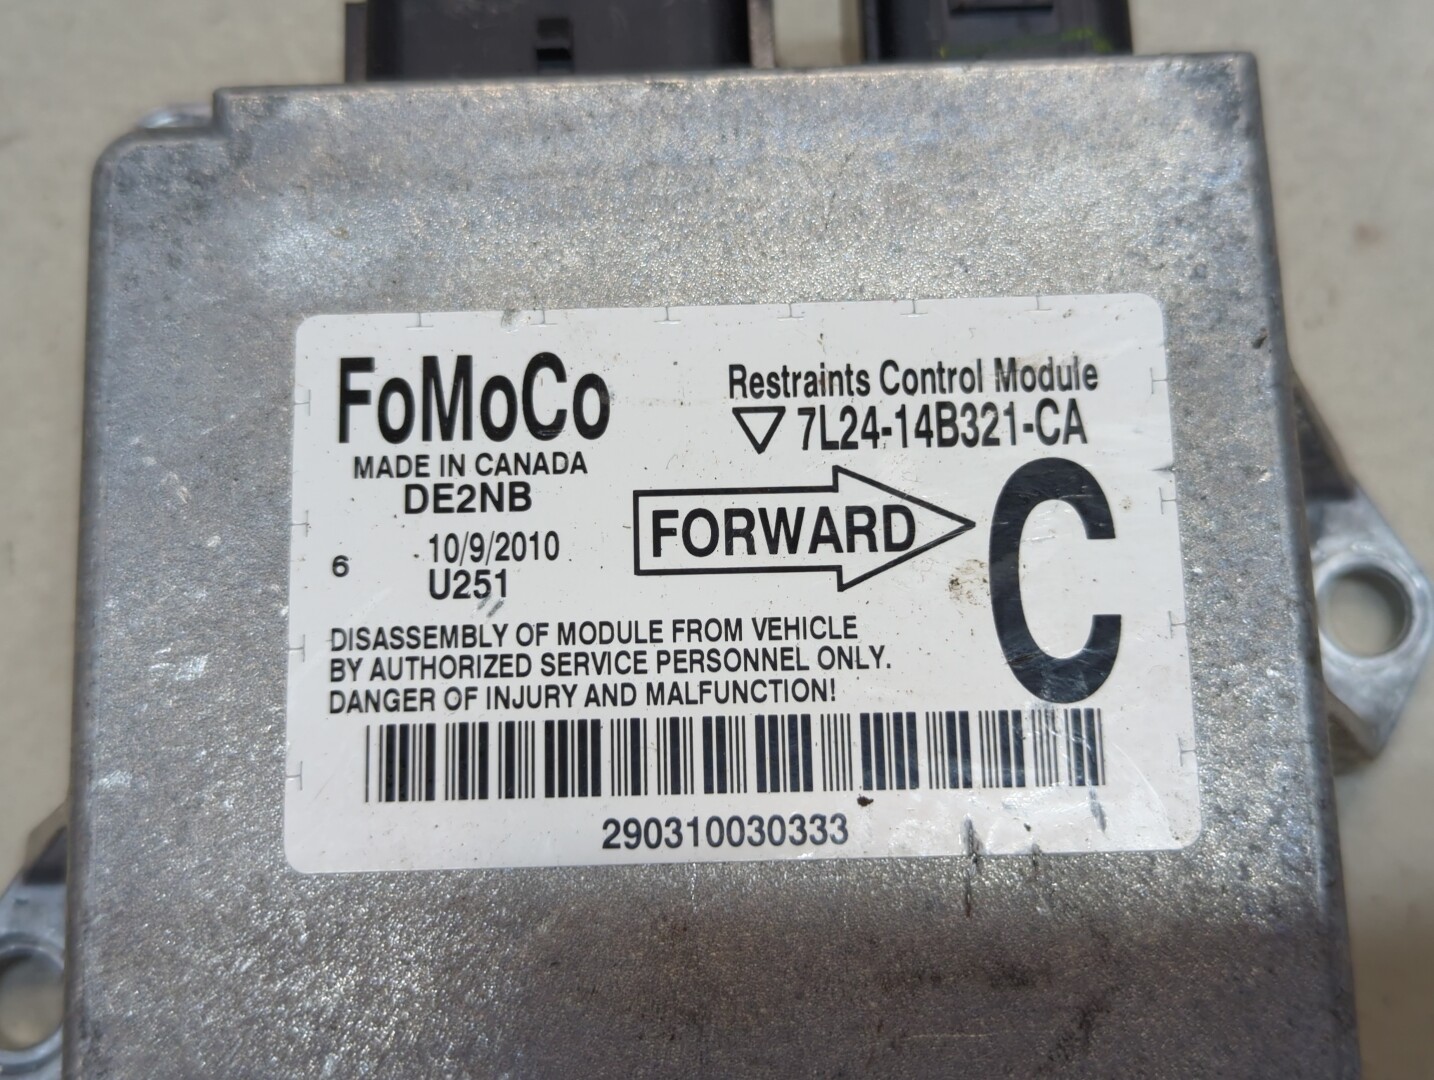 FoMoCo
MADE IN CANADA
DE2NB
10/9/2010
6
U251
Restraints Control Module
7L24-14B321-CA
FORWARD
C
DISASSEMBLY OF MODULE FROM VEHICLE
BY AUTHORIZED SERVICE PERSONNEL ONLY.
DANGER OF INJURY AND MALFUNCTION!
290310030333